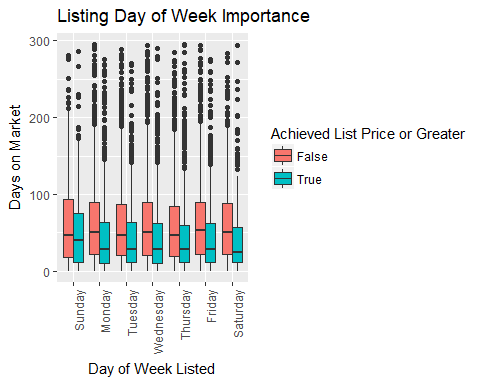 Listing Day of Week Importance
300
200
100
0
Days on Market
Sunday
Monday
Tuesday
Wednesday
Thursday
Friday
Saturday
Day of Week Listed
Achieved List Price or Greater
False
True